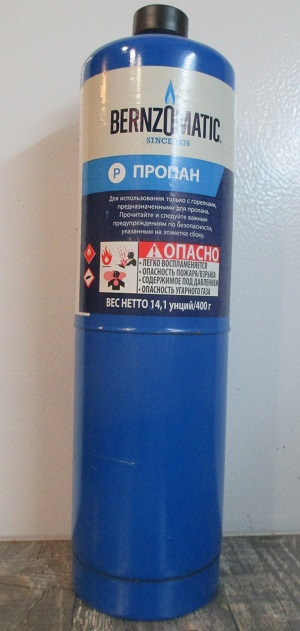 BERNZOMATIC
SINCE 1876
P ПРОПАН
Для использования только с горелками,
предназначенными для пропана.
Прочитайте и следуйте важным
предупреждениям по безопасности,
указанным на этикетке сбоку.
ОПАСНО
• ЛЕГКО ВОСПЛАМЕНЯЕТСЯ
• ОПАСНОСТЬ ПОЖАРА/ВЗРЫВА
• СОДЕРЖИМОЕ ПОД ДАВЛЕНИЕМ
• ОПАСНОСТЬ УГАРНОГО ГАЗА
ВЕС НЕТТО 14,1 унций/400 г